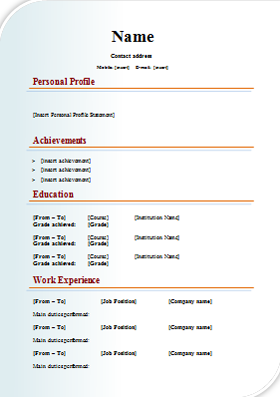 Name
Contact address
Mobile: [insert] E-mail: [insert]
Personal Profile
[Insert Personal Profile Statement]
Achievements
➢ [Insert achievement]
➢ [Insert achievement]
➢ [Insert achievement]
Education
[From – To] [Course] [Institution Name]
Grade achieved: [Grade]
[From – To] [Course] [Institution Name]
Grade achieved: [Grade]
[From – To] [Course] [Institution Name]
Grade achieved: [Grade]
Work Experience
[From – To] [Job Position] [Company name]
Main duties performed:
[From – To] [Job Position] [Company name]
Main duties performed:
[From – To] [Job Position] [Company name]
Main duties performed: